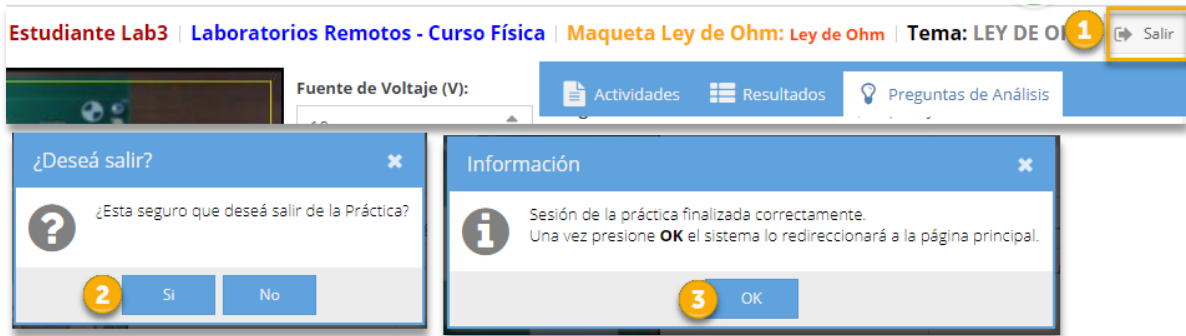 Estudiante Lab3 | Laboratorios Remotos - Curso Física | Maqueta Ley de Ohm: Ley de Ohm | Tema: LEY DE O 1 Salir
Fuente de Voltaje (V):
Actividades Resultados Preguntas de Análisis
¿Deseá salir?
¿Esta seguro que deseá salir de la Práctica?
2 Si No
Información
Sesión de la práctica finalizada correctamente.
Una vez presione OK el sistema lo redireccionará a la página principal.
3 OK